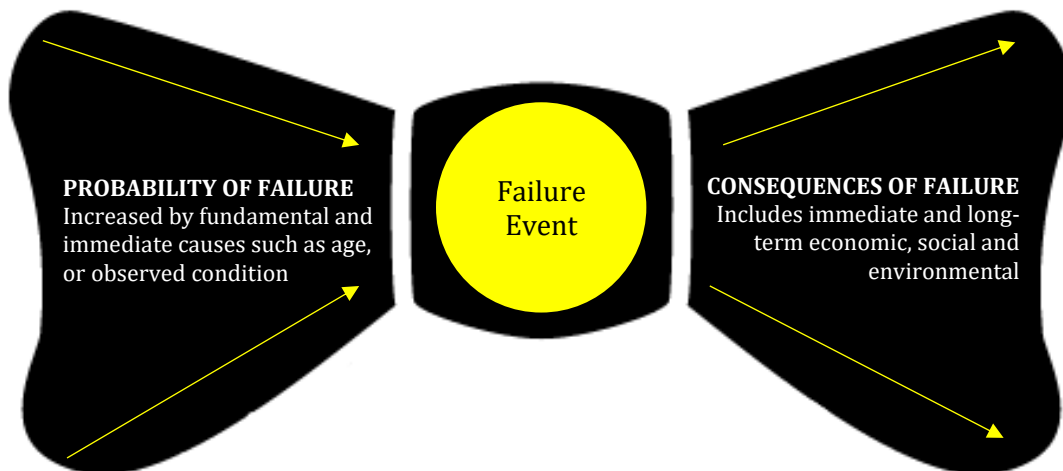 PROBABILITY OF FAILURE
Increased by fundamental and
immediate causes such as age,
or observed condition
Failure
Event
CONSEQUENCES OF FAILURE
Includes immediate and long-
term economic, social and
environmental